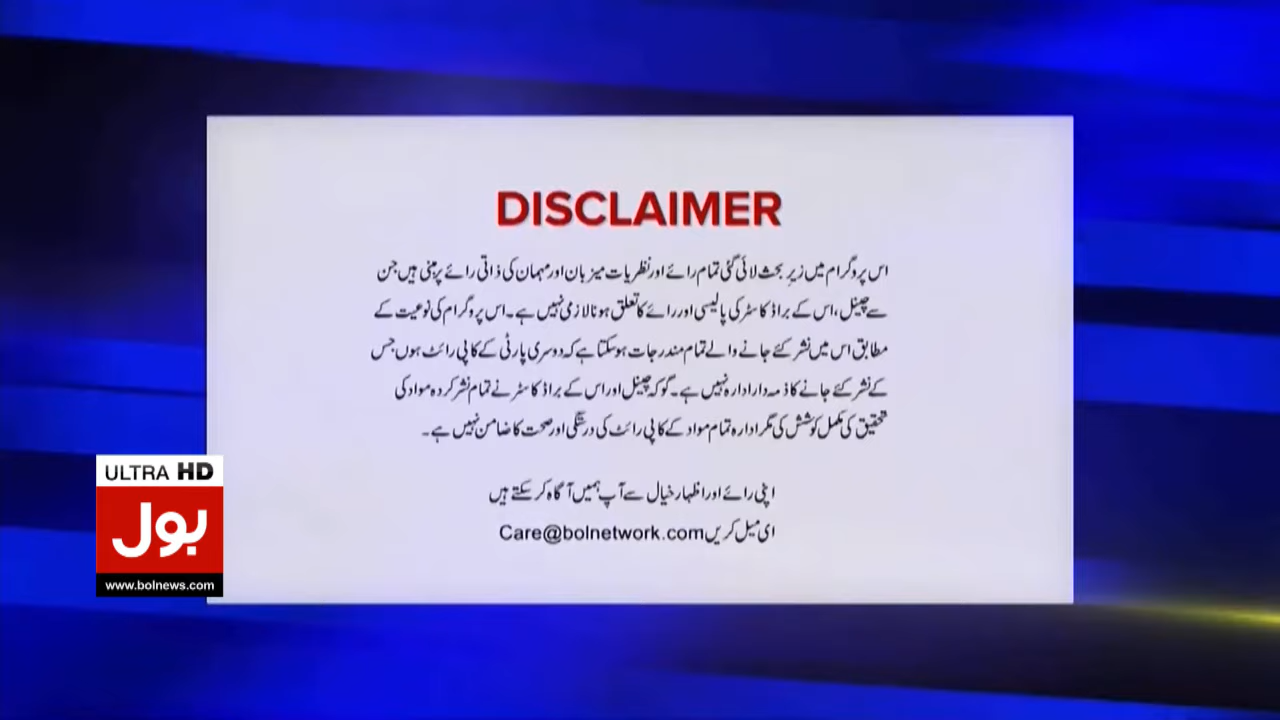 DISCLAIMER
اس پروگرام میں زیرِ بحث لائی گئی تمام رائے اور نظریات میزبان اور مہمان کی ذاتی رائے پر مبنی ہیں جن
سے چینل، اس کے براڈ کاسٹر کی پالیسی اور رائے کا تعلق ہونا لازمی نہیں ہے۔ اس پروگرام کی نوعیت کے
مطابق اس میں نشر کئے جانے والے تمام مندرجات ہوسکتا ہے کہ دوسری پارٹی کے کاپی رائٹ ہوں جس
کے نشر کئے جانے کا ذمہ دار ادارہ نہیں ہے۔ گو کہ چینل اور اس کے براڈ کاسٹر نے تمام نشر کردہ مواد کی
تحقیق کی مکمل کوشش کی مگر ادارہ تمام مواد کے کاپی رائٹ کی درستگی اور صحت کا ضامن نہیں ہے۔
اپنی رائے اور اظہار خیال سے آپ ہمیں آگاہ کرسکتے ہیں
ای میل کریں Care@bolnetwork.com
ULTRA HD
بول
www.bolnews.com